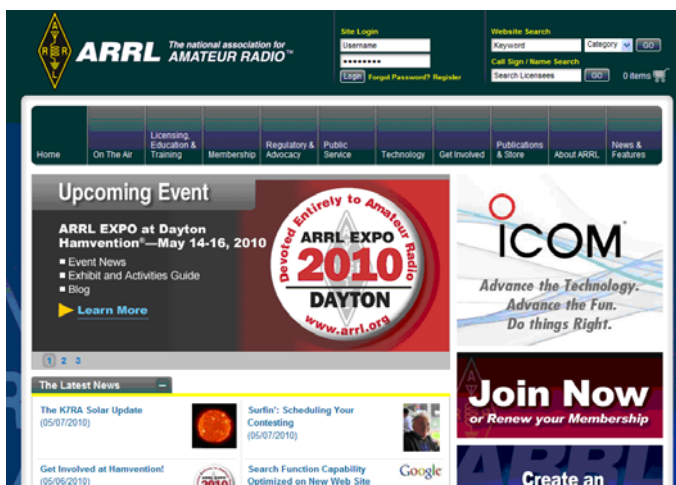 A
R R
L
ARRL The national association for
AMATEUR RADIO™
Site Login
Username
••••••••
Login Forgot Password? Register
Website Search
Keyword Category GO
Call Sign / Name Search
Search Licensees GO 0 items
Home
On The Air
Licensing,
Education &
Training
Membership
Regulatory &
Advocacy
Public
Service
Technology
Get Involved
Publications
& Store
About ARRL
News &
Features
Upcoming Event
ARRL EXPO at Dayton
Hamvention®—May 14-16, 2010
Event News
Exhibit and Activities Guide
Blog
Learn More
Devoted Entirely to Amateur Radio
ARRL EXPO
2010
DAYTON
www.arrl.org
1 2 3
ICOM
Advance the Technology.
Advance the Fun.
Do things Right.
The Latest News
The K7RA Solar Update
(05/07/2010)
Surfin': Scheduling Your
Contesting
(05/07/2010)
Get Involved at Hamvention!
(05/06/2010)
ARRL EXPO
2010
Search Function Capability
Optimized on New Web Site
Google
Join Now
or Renew your Membership
Create an